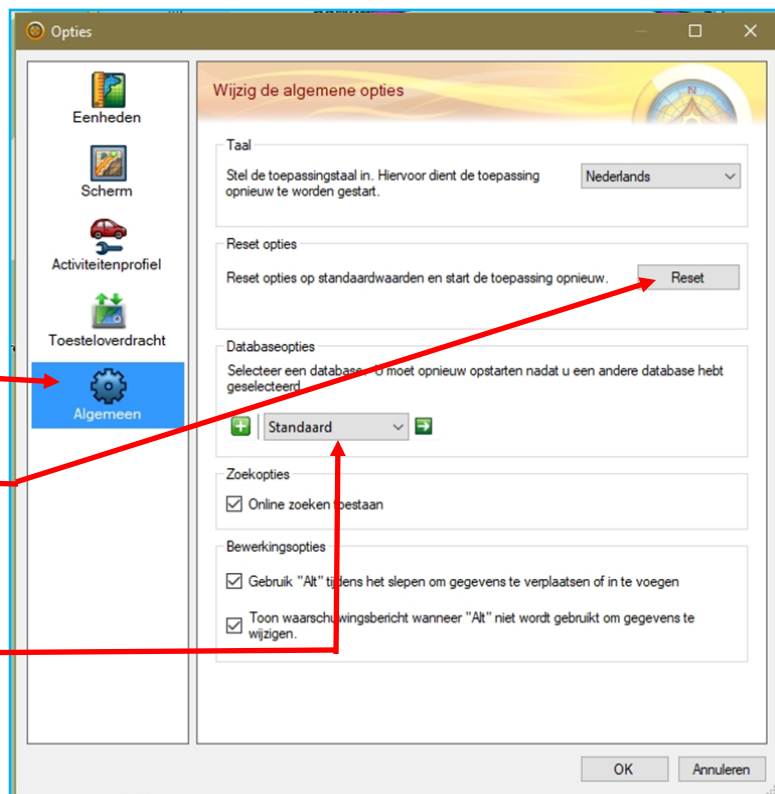 Opties
Eenheden
Scherm
Activiteitenprofiel
Toesteloverdracht
Algemeen
Wijzig de algemene opties
N
Taal
Stel de toepassingstaal in. Hiervoor dient de toepassing
opnieuw te worden gestart.
Nederlands
Reset opties
Reset opties op standaardwaarden en start de toepassing opnieuw.
Reset
Databaseopties
Selecteer een database. U moet opnieuw opstarten nadat u een andere database hebt
geselecteerd.
Standaard
Zoekopties
Online zoeken toestaan
Bewerkingsopties
Gebruik "Alt" tijdens het slepen om gegevens te verplaatsen of in te voegen
Toon waarschuwingsbericht wanneer "Alt" niet wordt gebruikt om gegevens te
wijzigen.
OK
Annuleren